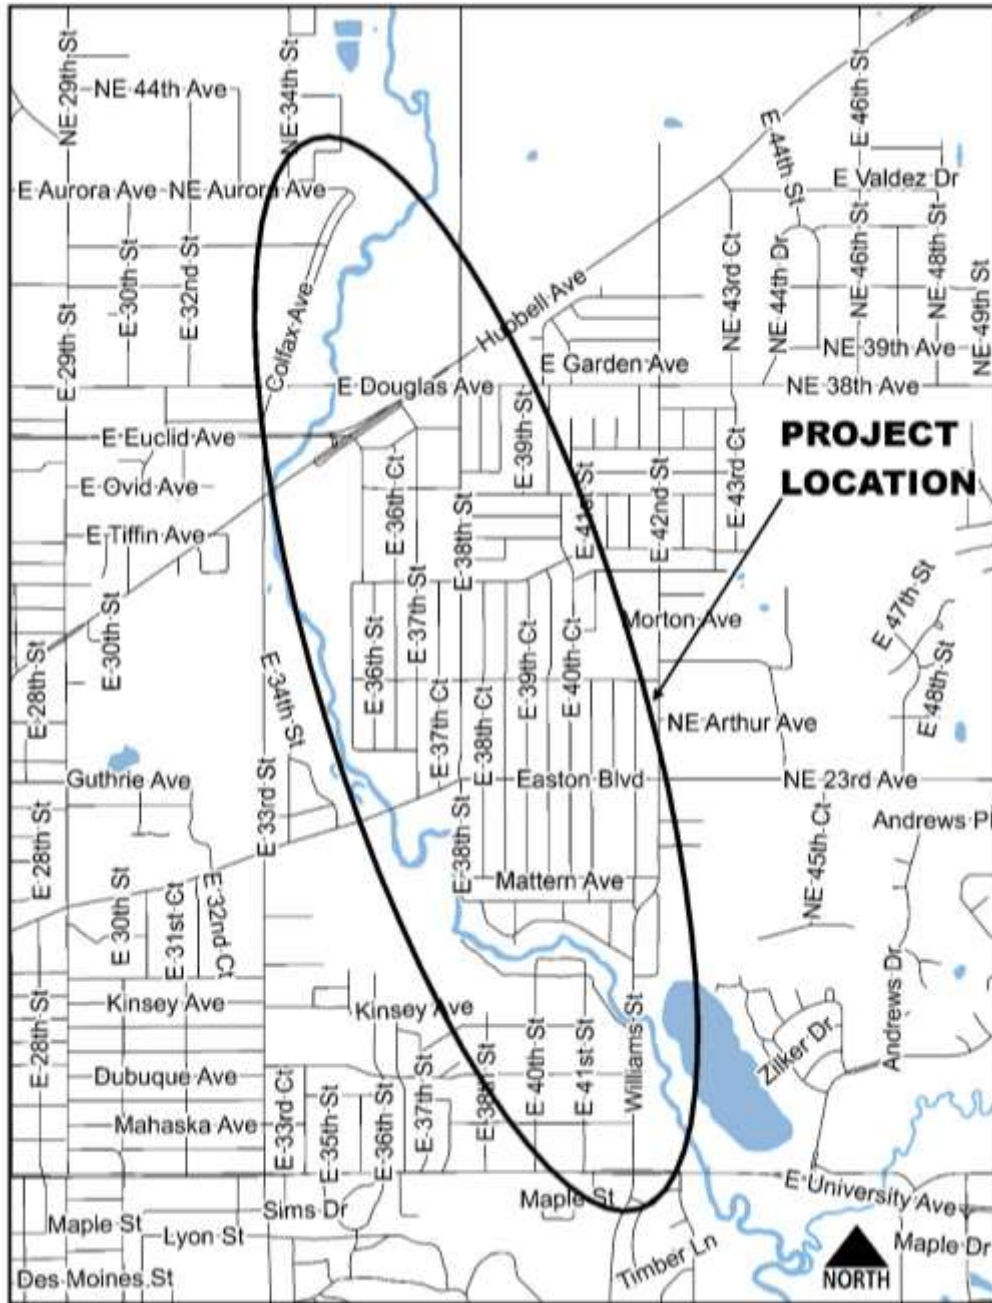 NE 29th St
NE 44th Ave
NE 34th St
E 46th St
E 44th St
E Valdez Dr
E Aurora Ave
NE Aurora Ave
E 30th St
E 32nd St
E 29th St
Colfax Ave
Hubbell Ave
NE 43rd Ct
NE 44th Dr
NE 46th St
NE 48th St
NE 49th St
NE 39th Ave
E Garden Ave
E Douglas Ave
NE 38th Ave
E Euclid Ave
E Ovid Ave
E Tiffin Ave
E 36th Ct
E 38th St
E 39th St
E 41st St
E 42nd St
E 43rd Ct
PROJECT
LOCATION
E 30th St
E 28th St
E 34th St
E 36th St
E 37th St
E 37th Ct
E 38th Ct
E 39th Ct
E 40th Ct
Morton Ave
E 47th St
E 48th St
NE Arthur Ave
Guthrie Ave
E 33rd St
Easton Blvd
NE 23rd Ave
E 28th St
E 38th St
Mattern Ave
NE 45th Ct
Andrews Pl
E 30th St
E 31st Ct
E 32nd Ct
Andrews Dr
Kinsey Ave
Kinsey Ave
E 28th St
Dubuque Ave
Mahaska Ave
E 33rd Ct
E 35th St
E 36th St
E 37th St
E 38th St
E 40th St
E 41st St
Williams St
Zilker Dr
E University Ave
Maple St
Sims Dr
Maple St
Lyon St
Timber Ln
Maple Dr
Des Moines St
NORTH